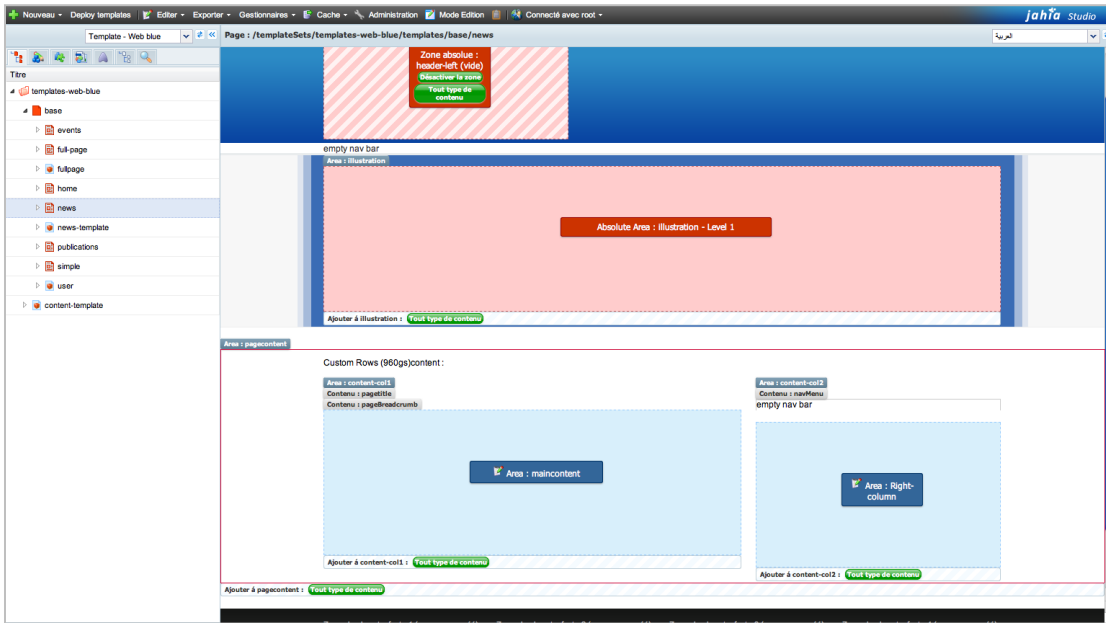 Nouveau Deploy templates Editer Exporter Gestionnaires Cache Administration Mode Edition Connecté avec root jahia Studio
Template - Web blue
Page : /templateSets/templates-web-blue/templates/base/news
العربية
Titre
templates-web-blue
base
events
full-page
fullpage
home
news
news-template
publications
simple
user
content-template
Zone absolue :
header-left (vide)
Désactiver la zone
Tout type de
contenu
empty nav bar
Area : illustration
Absolute Area : illustration - Level 1
Ajouter á illustration : Tout type de contenu
Area : pagecontent
Custom Rows (960gs)content :
Area : content-col1
Contenu : pagetitle
Contenu : pageBreadcrumb
Area : maincontent
Ajouter á content-col1 : Tout type de contenu
Area : content-col2
Contenu : navMenu
empty nav bar
Area : Right-
column
Ajouter á content-col2 : Tout type de contenu
Ajouter á pagecontent : Tout type de contenu